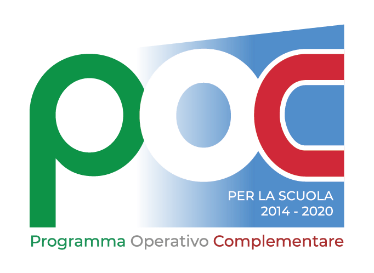 poc
PER LA SCUOLA
2014 - 2020
Programma Operativo Complementare